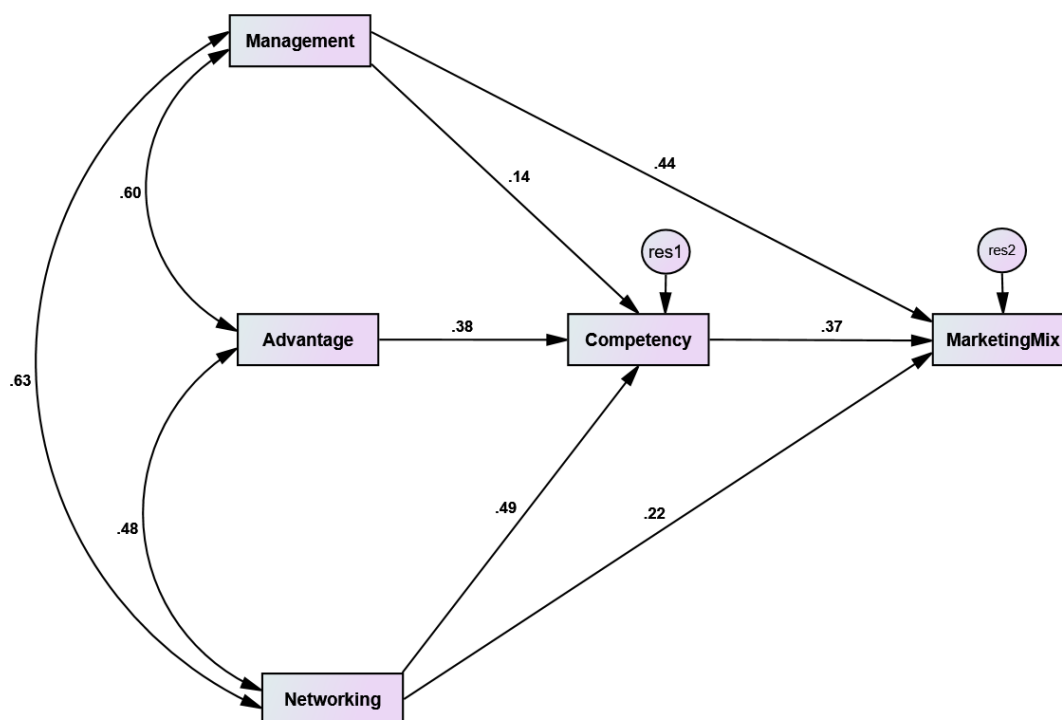 Management
.44
.14
.60
res1
res2
.38
.37
Advantage
Competency
MarketingMix
.63
.49
.22
.48
Networking